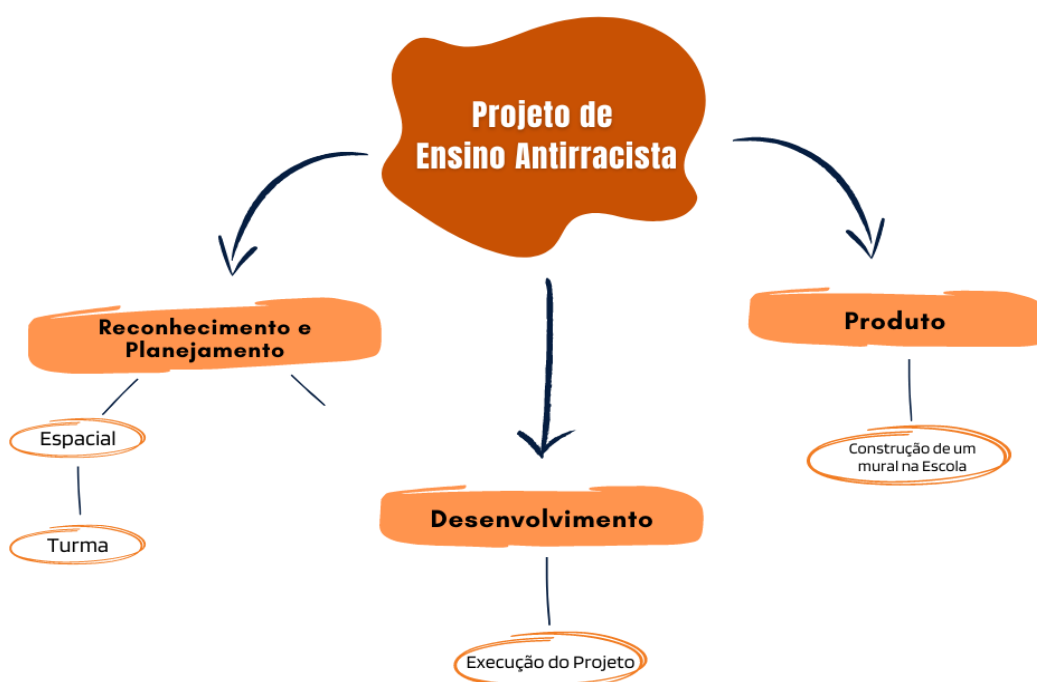 Projeto de
Ensino Antirracista
Reconhecimento e
Planejamento
Espacial
Turma
Desenvolvimento
Execução do Projeto
Produto
Construção de um
mural na Escola